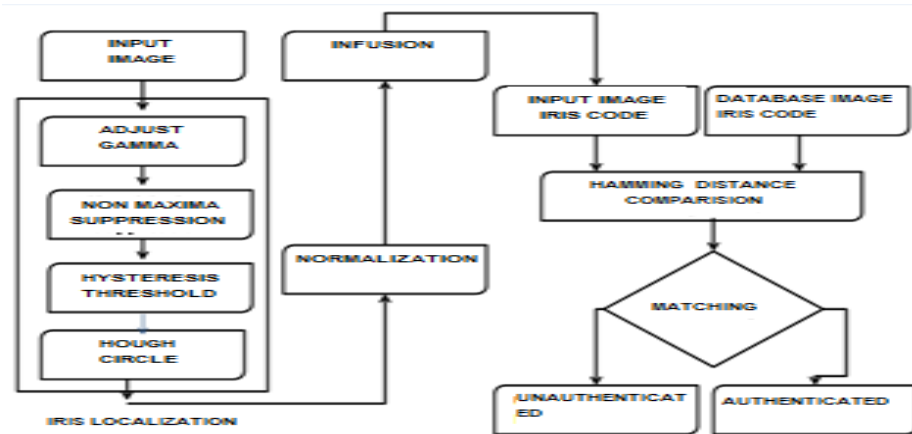 INPUT
IMAGE
ADJUST
GAMMA
NON MAXIMA
SUPPRESSION
HYSTERESIS
THRESHOLD
HOUGH
CIRCLE
IRIS LOCALIZATION
NORMALIZATION
INFUSION
INPUT IMAGE
IRIS CODE
DATABASE IMAGE
IRIS CODE
HAMMING DISTANCE
COMPARISION
MATCHING
UNAUTHENTICAT
ED
AUTHENTICATED